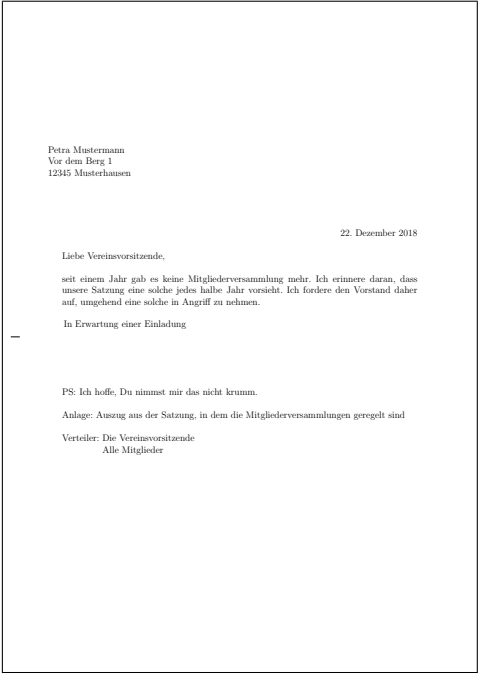 Petra Mustermann
Vor dem Berg 1
12345 Musterhausen
22. Dezember 2018
Liebe Vereinsvorsitzende,
seit einem Jahr gab es keine Mitgliederversammlung mehr. Ich erinnere daran, dass
unsere Satzung eine solche jedes halbe Jahr vorsieht. Ich fordere den Vorstand daher
auf, umgehend eine solche in Angriff zu nehmen.
In Erwartung einer Einladung
PS: Ich hoffe, Du nimmst mir das nicht krumm.
Anlage: Auszug aus der Satzung, in dem die Mitgliederversammlungen geregelt sind
Verteiler: Die Vereinsvorsitzende
Alle Mitglieder